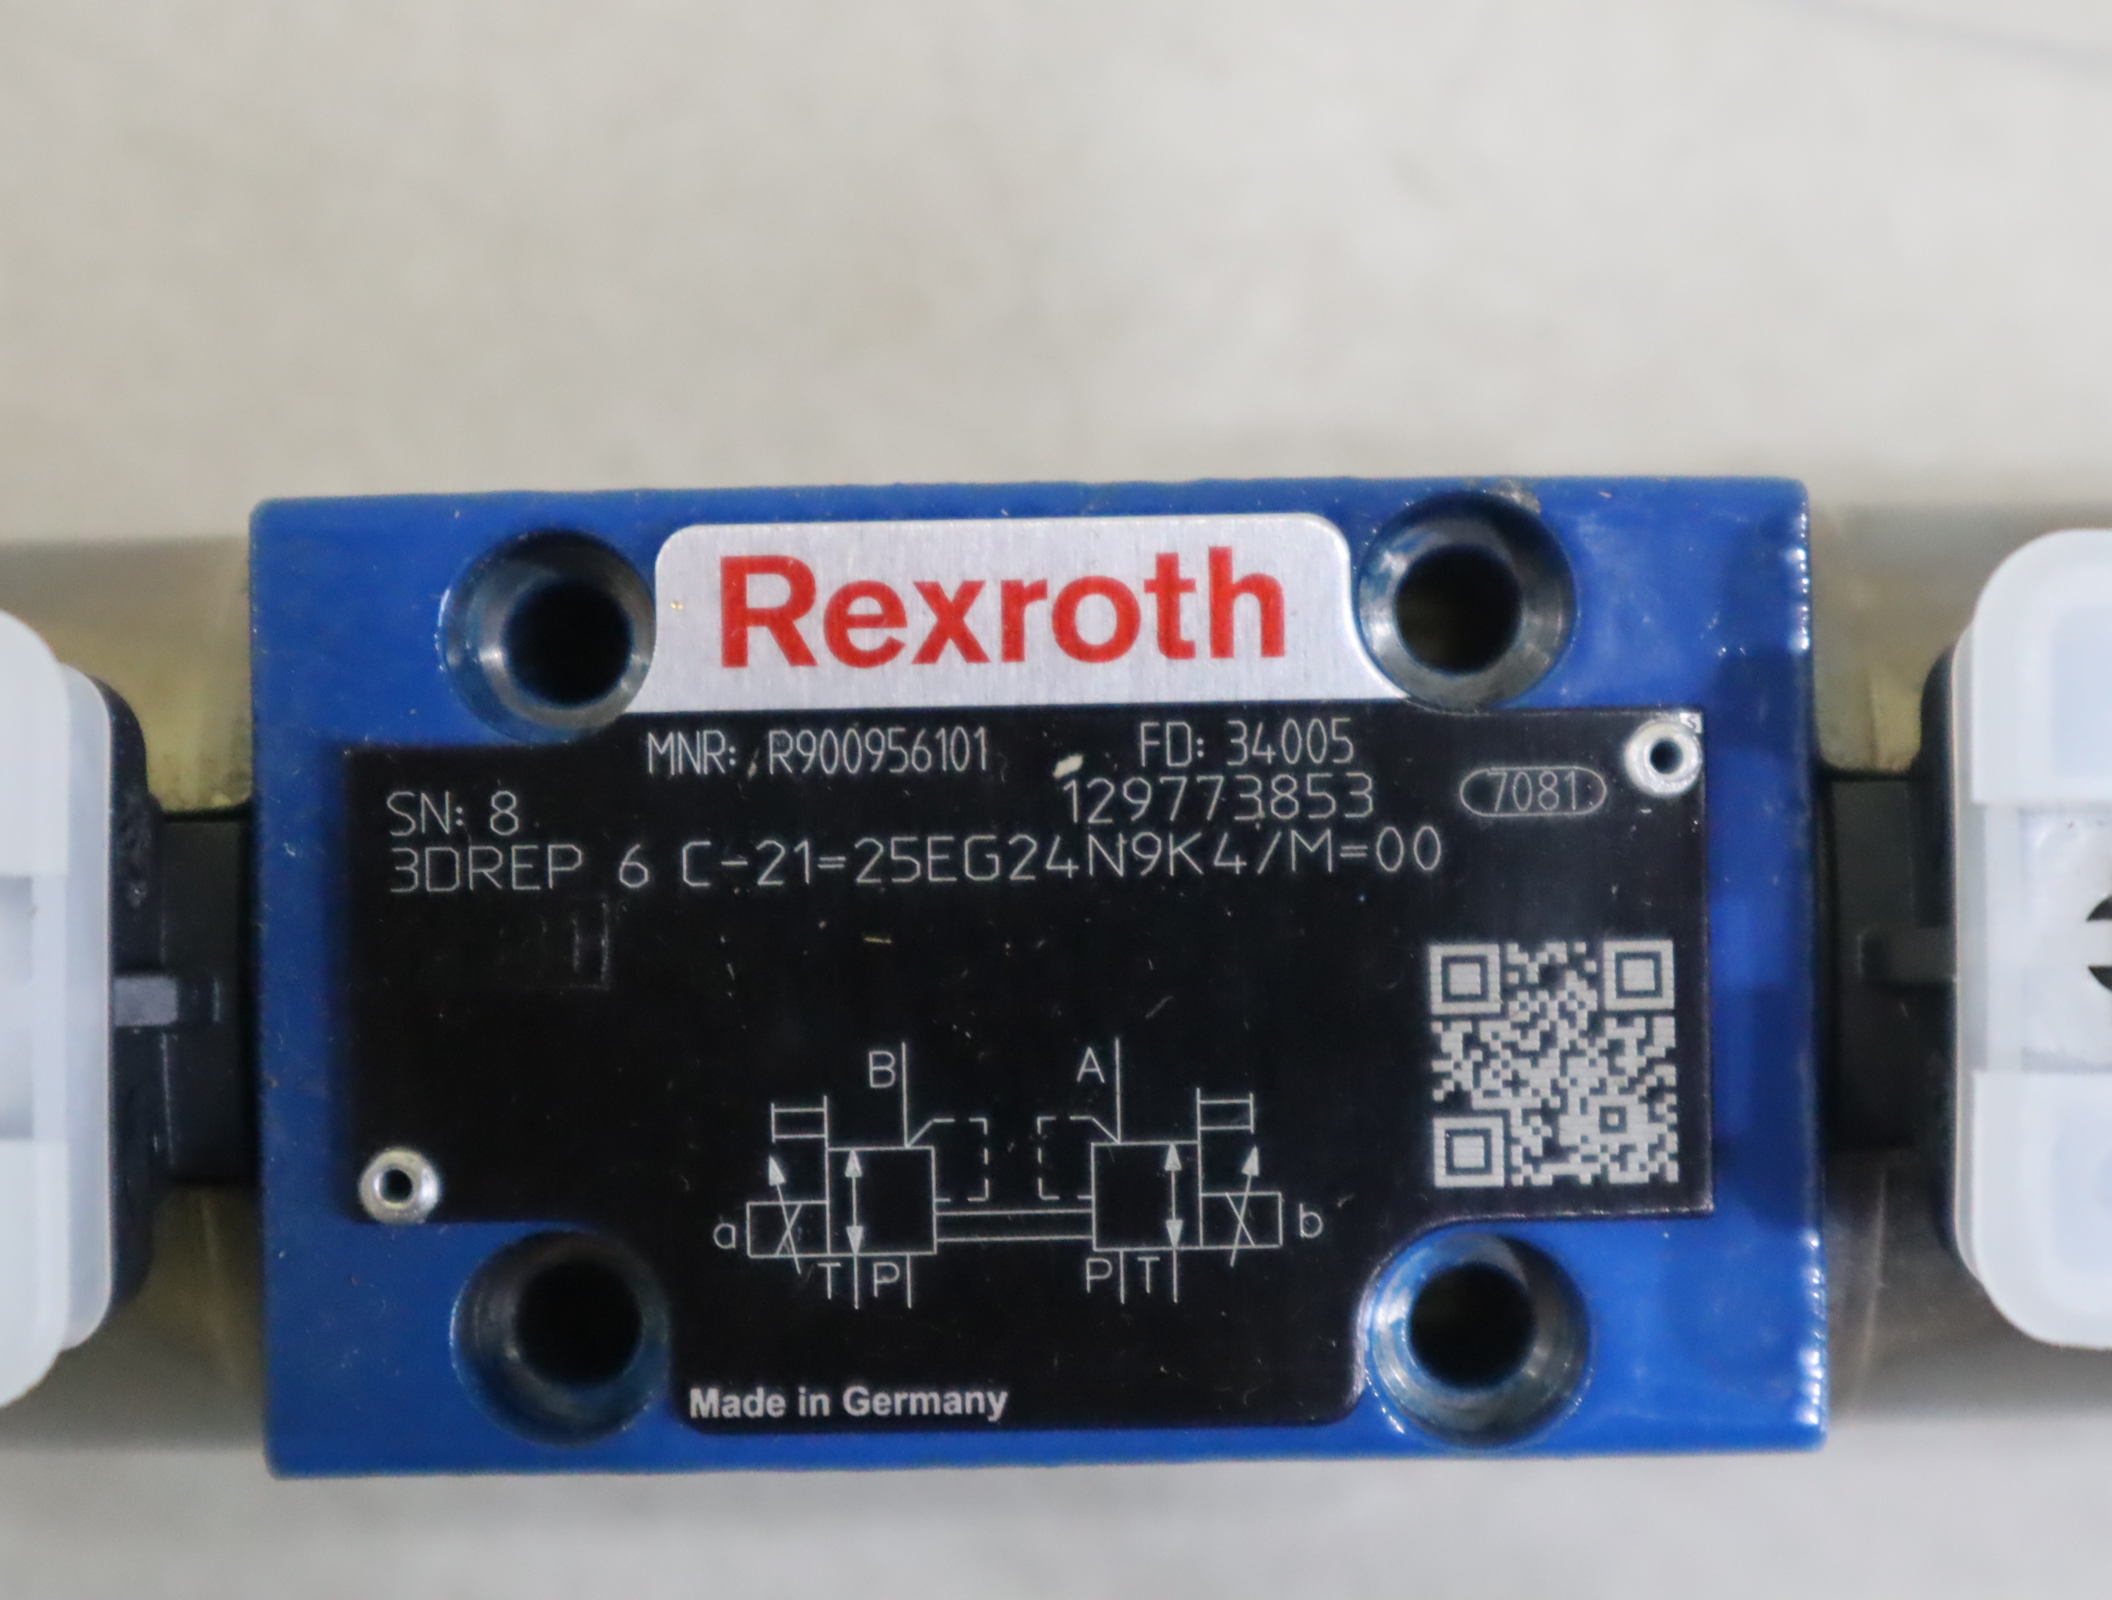 Rexroth
MNR: R900956101 FD: 34005
SN: 8 129773853 7081
3DREP 6 C-21=25EG24N9K4/M=00
B A
a b
T P P T
Made in Germany